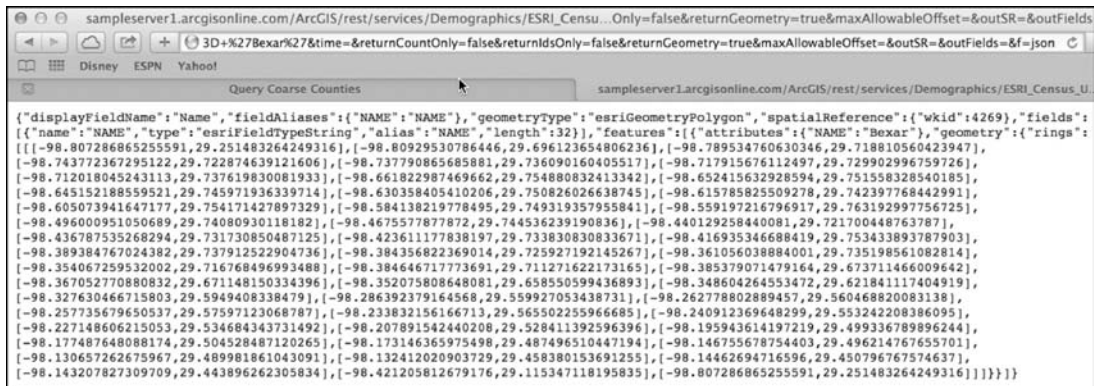 sampleserver1.arcgisonline.com/ArcGIS/rest/services/Demographics/ESRI_Censu...Only=false&returnGeometry=true&maxAllowableOffset=&outSR=&outFields
3D+%27Bexar%27&time=&returnCountOnly=false&returnIdsOnly=false&returnGeometry=true&maxAllowableOffset=&outSR=&outFields=&f=json
Disney ESPN Yahoo!
Query Coarse Counties sampleserver1.arcgisonline.com/ArcGIS/rest/services/Demographics/ESRI_Census_U...
{"displayFieldName":"Name","fieldAliases":{"NAME":"NAME"},"geometryType":"esriGeometryPolygon","spatialReference":{"wkid":4269},"fields":
[{"name":"NAME","type":"esriFieldTypeString","alias":"NAME","length":32}],"features":[{"attributes":{"NAME":"Bexar"},"geometry":{"rings":
[[[-98.807286865255591,29.251483264249316],[-98.80929530786446,29.696123654806236],[-98.789534760630346,29.718810560423947],
[-98.743772367295122,29.722874639121606],[-98.737790865685881,29.736090160405517],[-98.717915676112497,29.729902996759726],
[-98.712018045243113,29.737619830081933],[-98.661822987469662,29.754880832413342],[-98.652415632928594,29.751558328540185],
[-98.645152188559521,29.745971936339714],[-98.630358405410206,29.750826026638745],[-98.615785825509278,29.742397768442991],
[-98.605073941647177,29.754171427897329],[-98.584138219778495,29.749319357955841],[-98.559197216796917,29.763192997756725],
[-98.496000951050689,29.74080930118182],[-98.4675577877872,29.744536239190836],[-98.440129258440081,29.721700448763787],
[-98.436787535268294,29.731730850487125],[-98.423611177838197,29.733830830833671],[-98.416935346688419,29.753433893787903],
[-98.389384767024382,29.737912522904736],[-98.384356822369014,29.725927192145267],[-98.361056038884001,29.735198561082814],
[-98.354067259532002,29.716768496993488],[-98.384646717773691,29.711271622173165],[-98.385379071479164,29.673711466009642],
[-98.367052770880832,29.671148150334396],[-98.352075808648081,29.658550599436893],[-98.348604264553472,29.621841117404919],
[-98.327630466715803,29.5949408338479],[-98.286392379164568,29.559927053438731],[-98.262778802889457,29.560468820083138],
[-98.257735679650537,29.57597123068787],[-98.233832156166713,29.565502255966685],[-98.240912369648299,29.553242208386095],
[-98.227148606215053,29.534684343731492],[-98.207891542440208,29.528411392596396],[-98.195943614197219,29.499336789896244],
[-98.177487648088174,29.504528487120265],[-98.173146365975498,29.487496510447194],[-98.146755678754403,29.496214767655701],
[-98.130657262675967,29.489981861043091],[-98.132412020903729,29.458380153691255],[-98.14462694716596,29.450796767574637],
[-98.143207827309709,29.443896262305834],[-98.421205812679176,29.115347118195835],[-98.807286865255591,29.251483264249316]]]}}]}